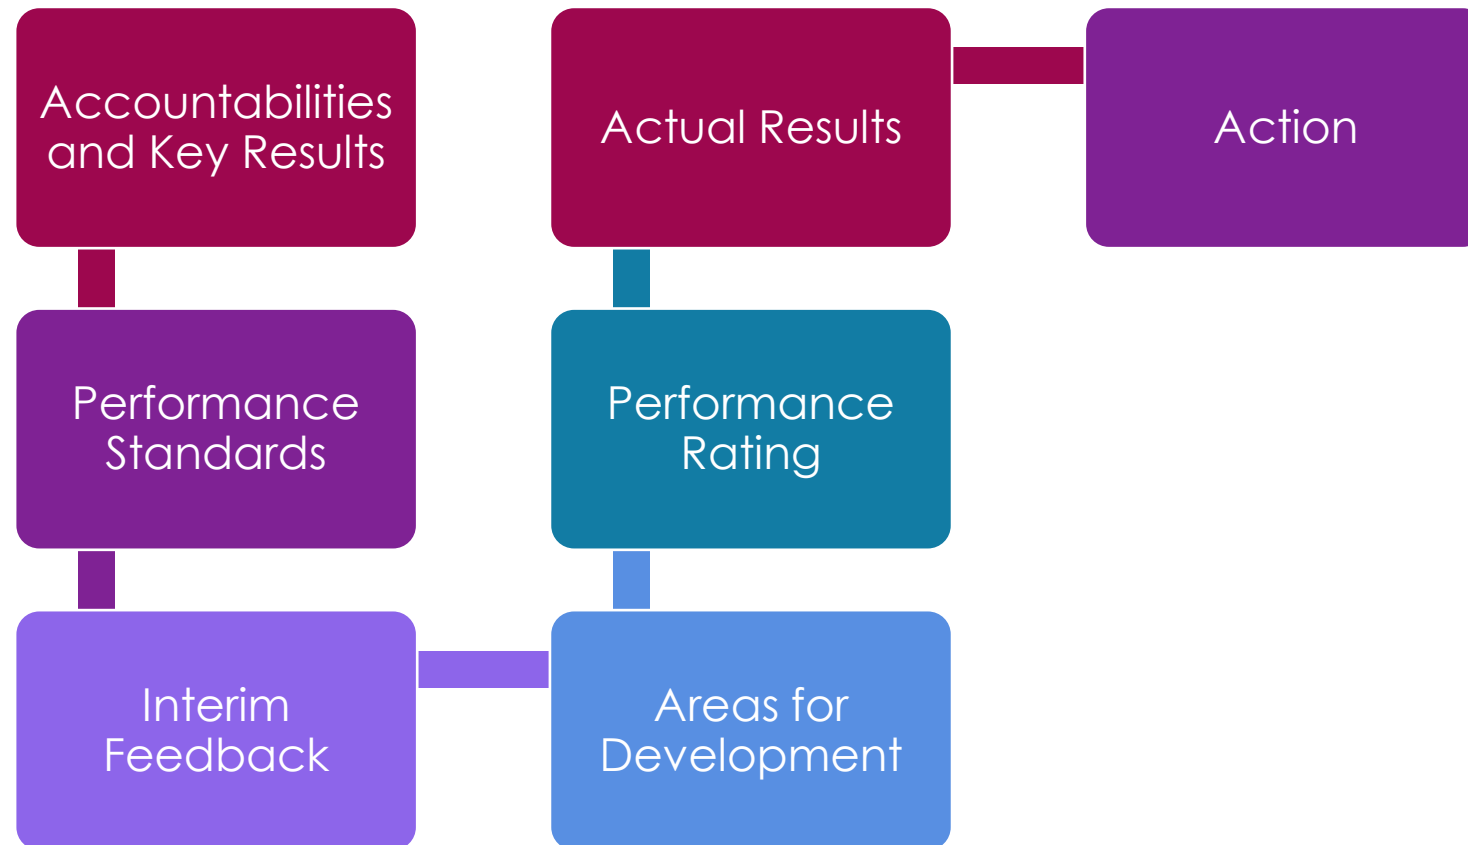 Accountabilities
and Key Results
Performance
Standards
Interim
Feedback
Areas for
Development
Performance
Rating
Actual Results
Action